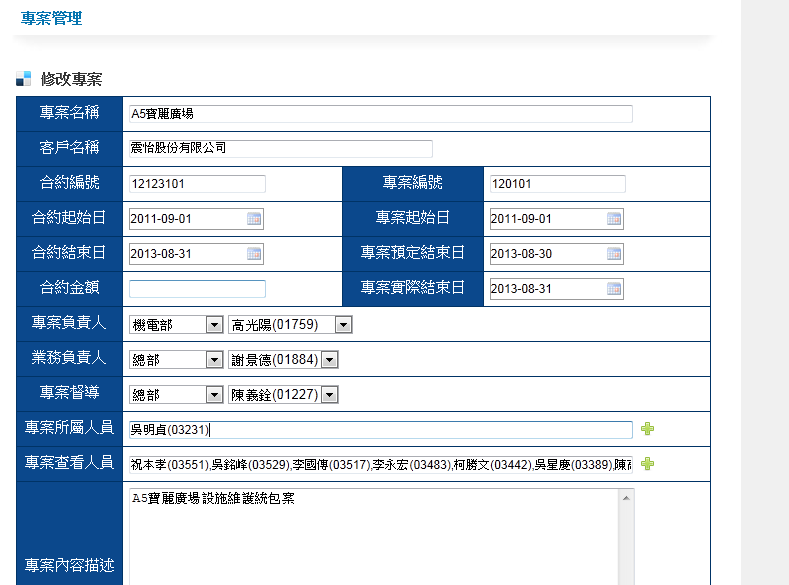 專案管理
修改專案
專案名稱 A5寶麗廣場
客戶名稱 震怡股份有限公司
合約編號 12123101 專案編號 120101
合約起始日 2011-09-01 專案起始日 2011-09-01
合約結束日 2013-08-31 專案預定結束日 2013-08-30
合約金額 專案實際結束日 2013-08-31
專案負責人 機電部 高光陽(01759)
業務負責人 總部 謝景德(01884)
專案督導 總部 陳義銓(01227)
專案所屬人員 吳明貞(03231)
專案查看人員 祝本孝(03551),吳銘峰(03529),李國傳(03517),李永宏(03483),柯勝文(03442),吳星慶(03389),陳
A5寶麗廣場設施維護統包案
專案內容描述